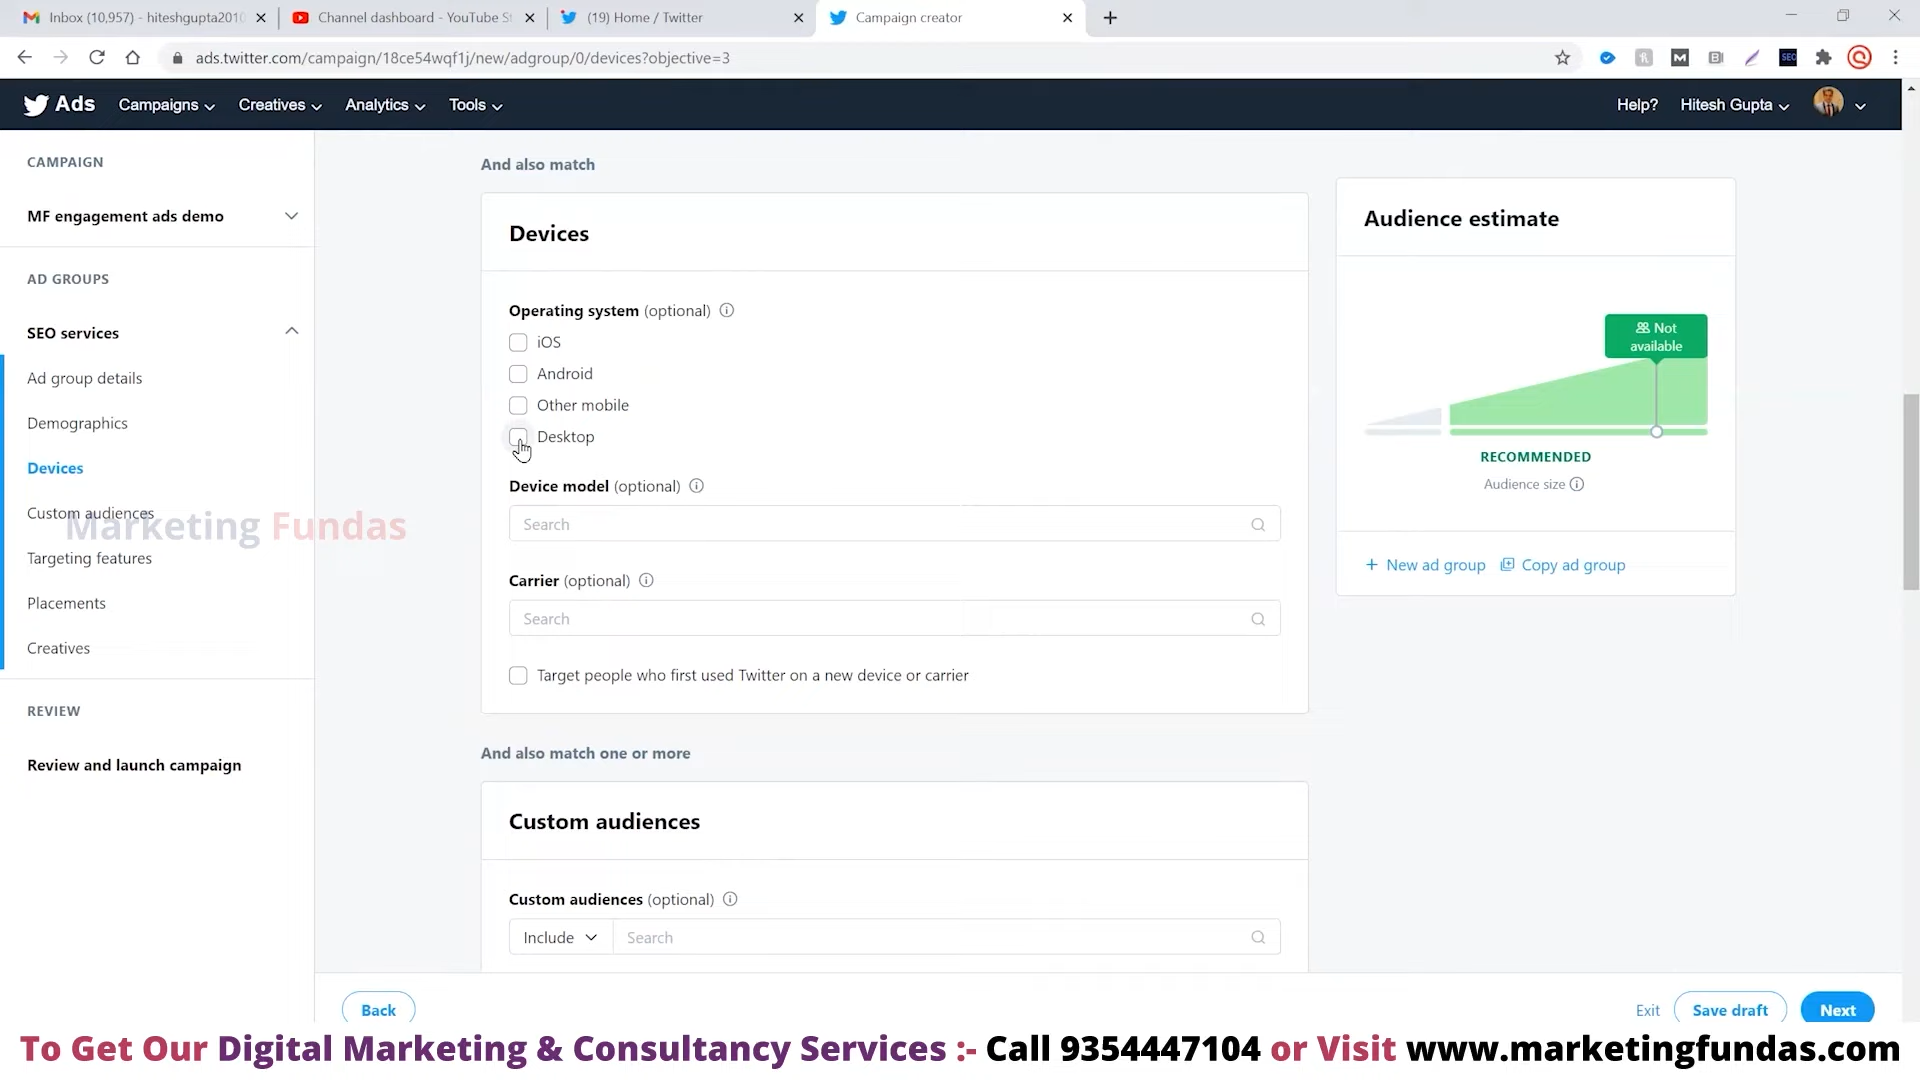 Inbox (10,957) - hiteshgupta2010
Channel dashboard - YouTube St
(19) Home / Twitter
Campaign creator
ads.twitter.com/campaign/18ce54wqf1j/new/adgroup/0/devices?objective=3
Ads
Campaigns
Creatives
Analytics
Tools
Help?
Hitesh Gupta
CAMPAIGN
MF engagement ads demo
AD GROUPS
SEO services
Ad group details
Demographics
Devices
Custom audiences
Targeting features
Placements
Creatives
REVIEW
Review and launch campaign
Marketing Fundas
And also match
Devices
Operating system (optional)
iOS
Android
Other mobile
Desktop
Device model (optional)
Search
Carrier (optional)
Search
Target people who first used Twitter on a new device or carrier
And also match one or more
Custom audiences
Custom audiences (optional)
Include
Search
Audience estimate
Not
available
RECOMMENDED
Audience size
+ New ad group
Copy ad group
Back
Exit
Save draft
Next
To Get Our Digital Marketing & Consultancy Services :- Call 9354447104 or Visit www.marketingfundas.com